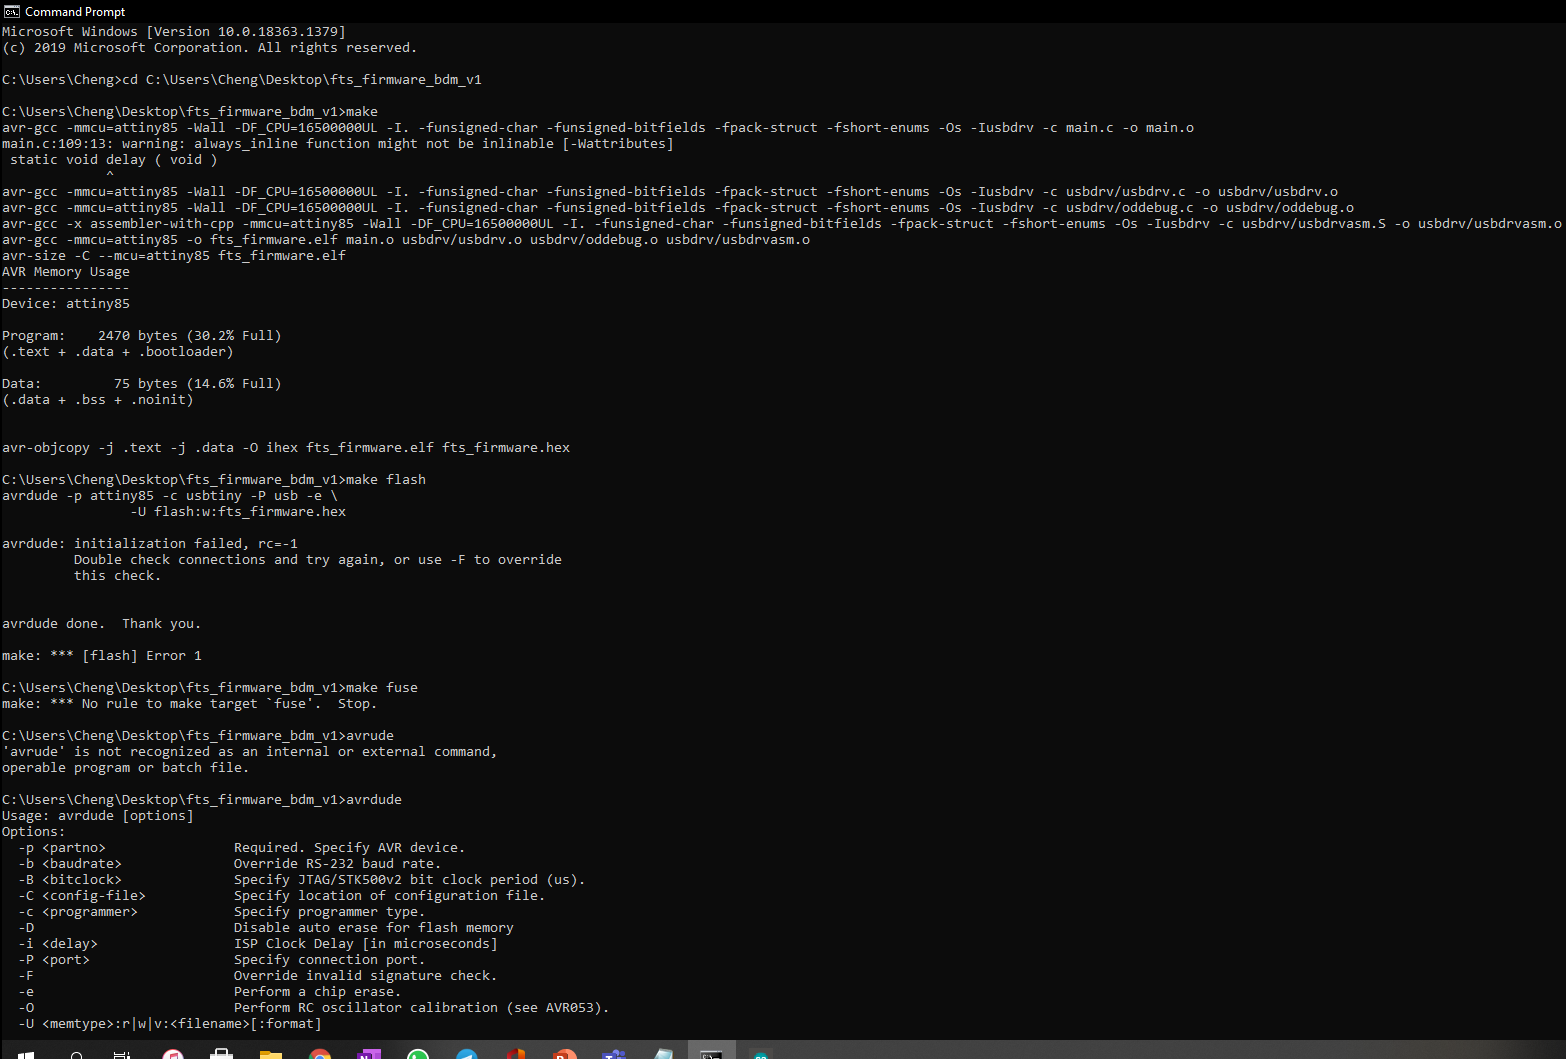 Command Prompt
Microsoft Windows [Version 10.0.18363.1379]
(c) 2019 Microsoft Corporation. All rights reserved.
C:\Users\Cheng>cd C:\Users\Cheng\Desktop\fts_firmware_bdm_v1
C:\Users\Cheng\Desktop\fts_firmware_bdm_v1>make
avr-gcc -mmcu=attiny85 -Wall -DF_CPU=16500000UL -I. -funsigned-char -funsigned-bitfields -fpack-struct -fshort-enums -Os -Iusbdrv -c main.c -o main.o
main.c:109:13: warning: always_inline function might not be inlinable [-Wattributes]
 static void delay ( void )
             ^
avr-gcc -mmcu=attiny85 -Wall -DF_CPU=16500000UL -I. -funsigned-char -funsigned-bitfields -fpack-struct -fshort-enums -Os -Iusbdrv -c usbdrv/usbdrv.c -o usbdrv/usbdrv.o
avr-gcc -mmcu=attiny85 -Wall -DF_CPU=16500000UL -I. -funsigned-char -funsigned-bitfields -fpack-struct -fshort-enums -Os -Iusbdrv -c usbdrv/oddebug.c -o usbdrv/oddebug.o
avr-gcc -x assembler-with-cpp -mmcu=attiny85 -Wall -DF_CPU=16500000UL -I. -funsigned-char -funsigned-bitfields -fpack-struct -fshort-enums -Os -Iusbdrv -c usbdrv/usbdrvasm.S -o usbdrv/usbdrvasm.o
avr-gcc -mmcu=attiny85 -o fts_firmware.elf main.o usbdrv/usbdrv.o usbdrv/oddebug.o usbdrv/usbdrvasm.o
avr-size -C --mcu=attiny85 fts_firmware.elf
AVR Memory Usage
----------------
Device: attiny85
Program:    2470 bytes (30.2% Full)
(.text + .data + .bootloader)
Data:         75 bytes (14.6% Full)
(.data + .bss + .noinit)
avr-objcopy -j .text -j .data -O ihex fts_firmware.elf fts_firmware.hex
C:\Users\Cheng\Desktop\fts_firmware_bdm_v1>make flash
avrdude -p attiny85 -c usbtiny -P usb -e \
                -U flash:w:fts_firmware.hex
avrdude: initialization failed, rc=-1
         Double check connections and try again, or use -F to override
         this check.
avrdude done.  Thank you.
make: *** [flash] Error 1
C:\Users\Cheng\Desktop\fts_firmware_bdm_v1>make fuse
make: *** No rule to make target `fuse'.  Stop.
C:\Users\Cheng\Desktop\fts_firmware_bdm_v1>avrude
'avrude' is not recognized as an internal or external command,
operable program or batch file.
C:\Users\Cheng\Desktop\fts_firmware_bdm_v1>avrdude
Usage: avrdude [options]
Options:
  -p <partno>                Required. Specify AVR device.
  -b <baudrate>              Override RS-232 baud rate.
  -B <bitclock>              Specify JTAG/STK500v2 bit clock period (us).
  -C <config-file>           Specify location of configuration file.
  -c <programmer>            Specify programmer type.
  -D                         Disable auto erase for flash memory
  -i <delay>                 ISP Clock Delay [in microseconds]
  -P <port>                  Specify connection port.
  -F                         Override invalid signature check.
  -e                         Perform a chip erase.
  -O                         Perform RC oscillator calibration (see AVR053).
  -U <memtype>:r|w|v:<filename>[:format]